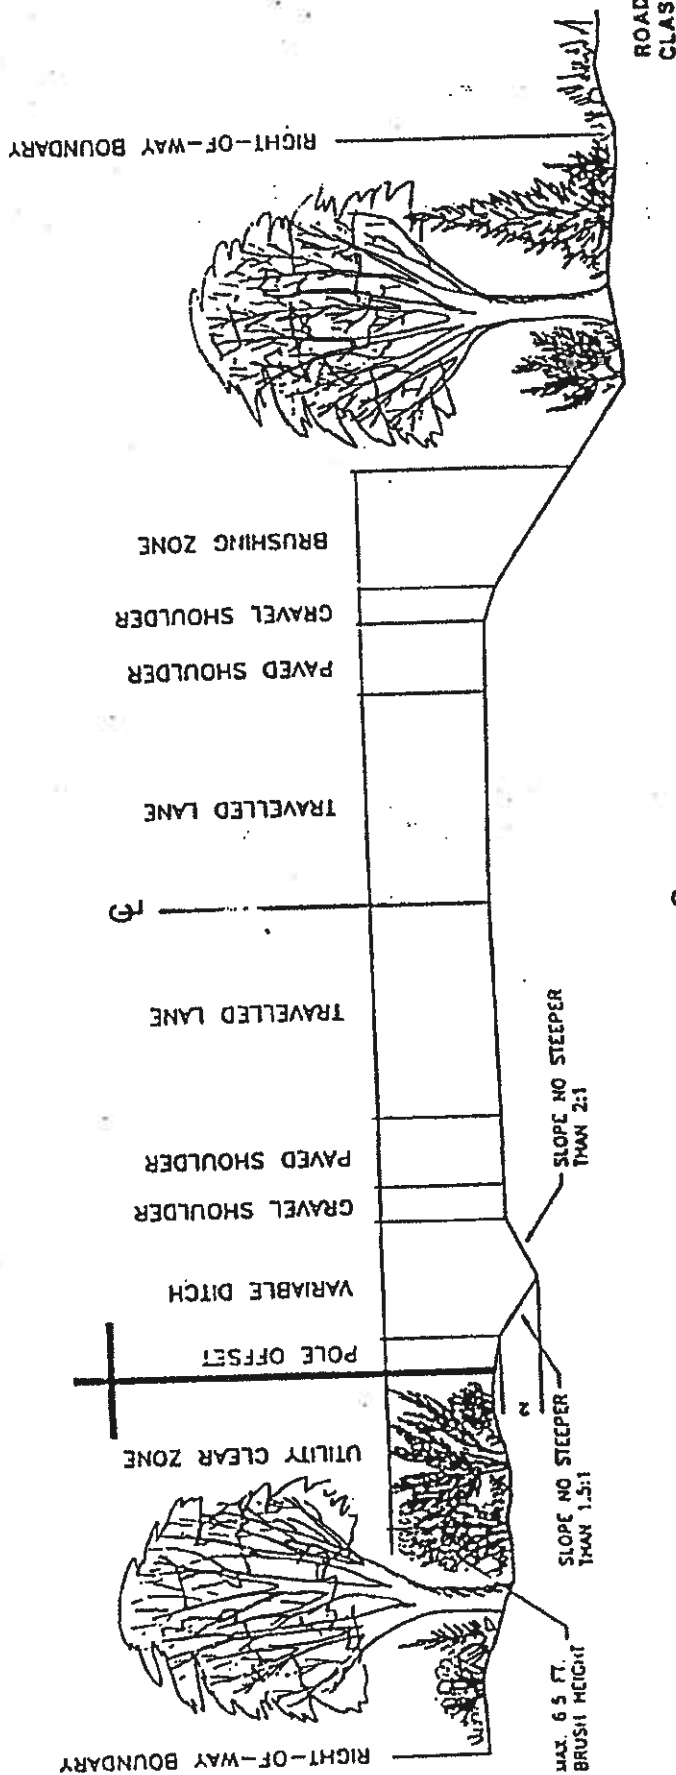 RIGHT-OF-WAY BOUNDARY
UTILITY CLEAR ZONE
POLE OFFSET
VARIABLE DITCH
GRAVEL SHOULDER
PAVED SHOULDER
TRAVELLED LANE
℄
TRAVELLED LANE
PAVED SHOULDER
GRAVEL SHOULDER
BRUSHING ZONE
RIGHT-OF-WAY BOUNDARY
MAX. 6.5 FT.
BRUSH HEIGHT
SLOPE NO STEEPER
THAN 1.5:1
2
SLOPE NO STEEPER
THAN 2:1
ROAD
CLAS